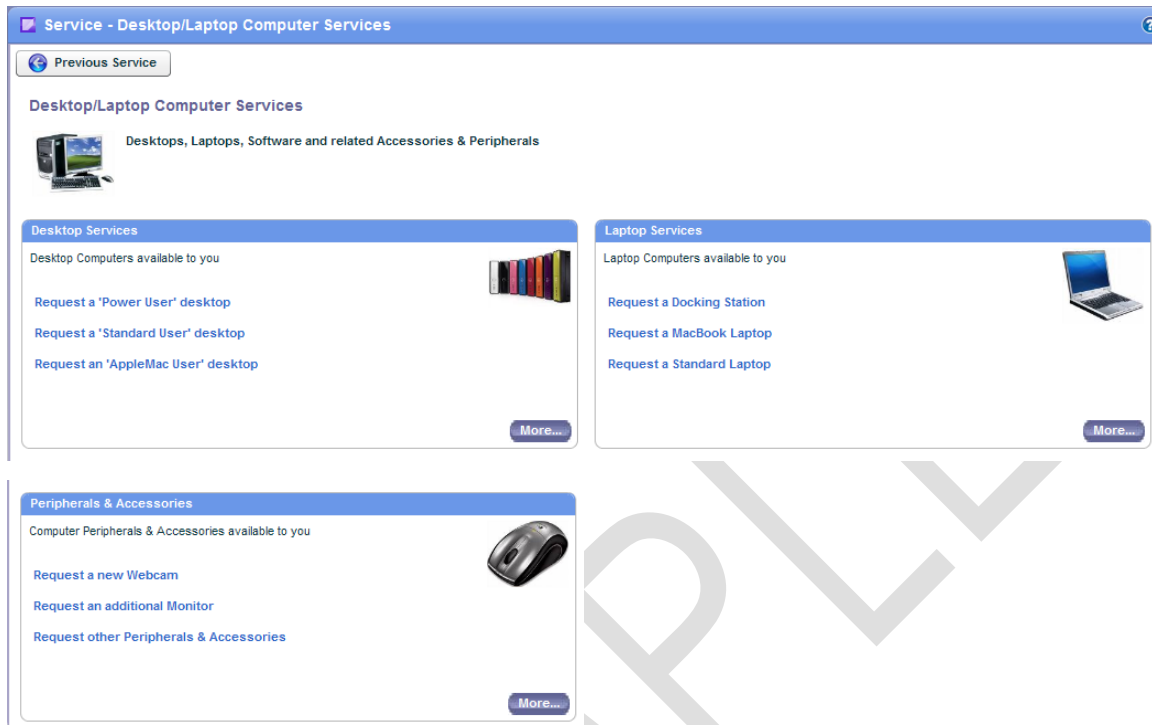 Service - Desktop/Laptop Computer Services
?
Previous Service
Desktop/Laptop Computer Services
Desktops, Laptops, Software and related Accessories & Peripherals
Desktop Services
Desktop Computers available to you
Request a 'Power User' desktop
Request a 'Standard User' desktop
Request an 'AppleMac User' desktop
More...
Laptop Services
Laptop Computers available to you
Request a Docking Station
Request a MacBook Laptop
Request a Standard Laptop
More...
Peripherals & Accessories
Computer Peripherals & Accessories available to you
Request a new Webcam
Request an additional Monitor
Request other Peripherals & Accessories
More...